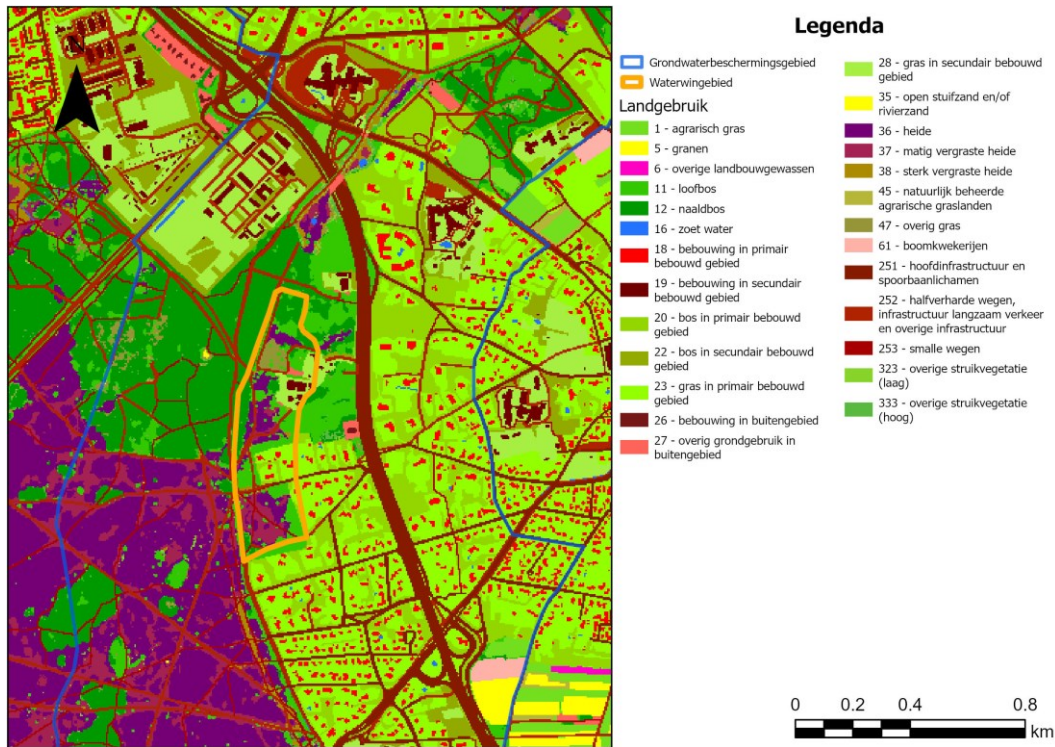 N
Legenda
Grondwaterbeschermingsgebied
Waterwingebied
Landgebruik
1 - agrarisch gras
5 - granen
6 - overige landbouwgewassen
11 - loofbos
12 - naaldbos
16 - zoet water
18 - bebouwing in primair
bebouwd gebied
19 - bebouwing in secundair
bebouwd gebied
20 - bos in primair bebouwd
gebied
22 - bos in secundair bebouwd
gebied
23 - gras in primair bebouwd
gebied
26 - bebouwing in buitengebied
27 - overig grondgebruik in
buitengebied
28 - gras in secundair bebouwd
gebied
35 - open stuifzand en/of
rivierzand
36 - heide
37 - matig vergraste heide
38 - sterk vergraste heide
45 - natuurlijk beheerde
agrarische graslanden
47 - overig gras
61 - boomkwekerijen
251 - hoofdinfrastructuur en
spoorbaanlichamen
252 - halfverharde wegen,
infrastructuur langzaam verkeer
en overige infrastructuur
253 - smalle wegen
323 - overige struikvegetatie
(laag)
333 - overige struikvegetatie
(hoog)
0 0.2 0.4 0.8
km